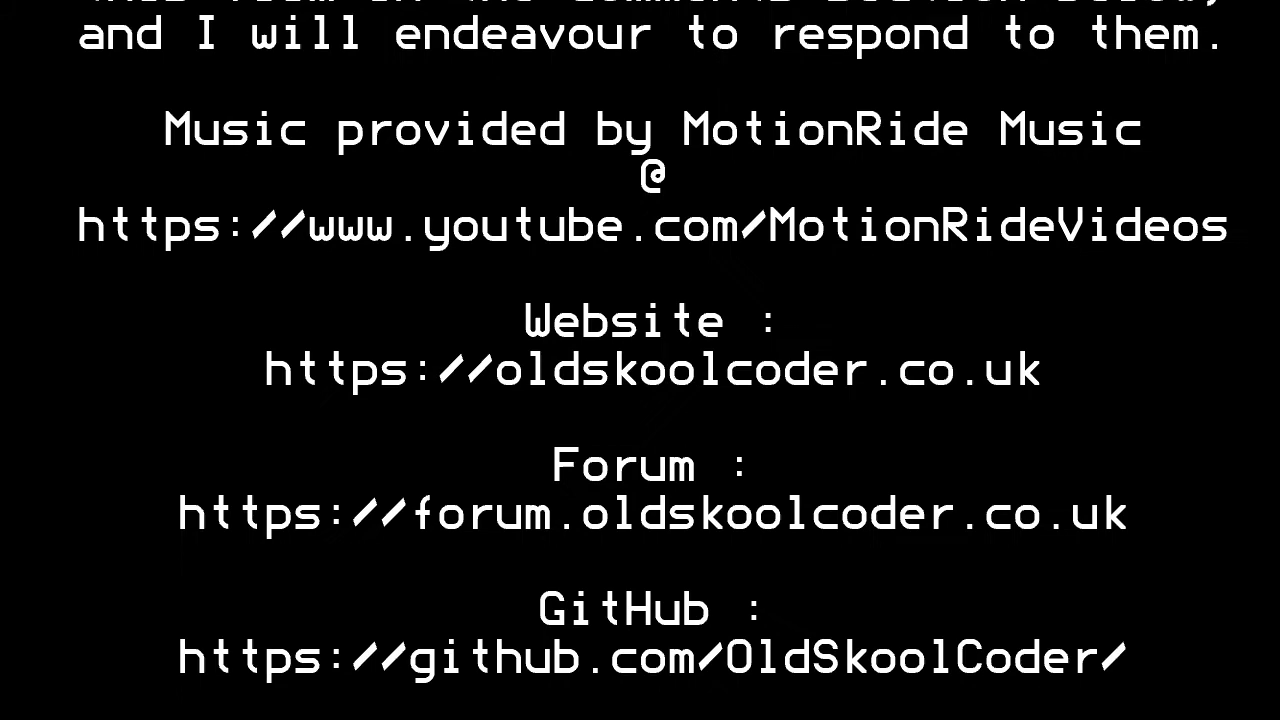 and I will endeavour to respond to them.
Music provided by MotionRide Music
@
https://www.youtube.com/MotionRideVideos
Website :
https://oldskoolcoder.co.uk
Forum :
https://forum.oldskoolcoder.co.uk
GitHub :
https://github.com/OldSkoolCoder/